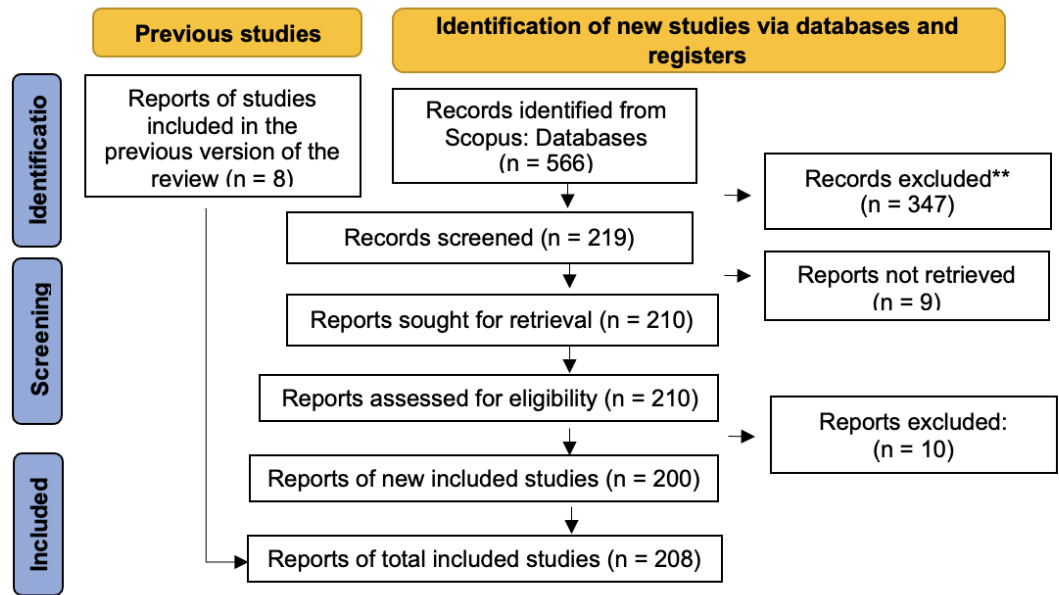 Previous studies
Identification of new studies via databases and
registers
Identificatio
Reports of studies
included in the
previous version of the
review (n = 8)
Records identified from
Scopus: Databases
(n = 566)
Records excluded**
(n = 347)
Records screened (n = 219)
Screening
Reports not retrieved
(n = 9)
Reports sought for retrieval (n = 210)
Reports assessed for eligibility (n = 210)
Reports excluded:
(n = 10)
Included
Reports of new included studies (n = 200)
Reports of total included studies (n = 208)